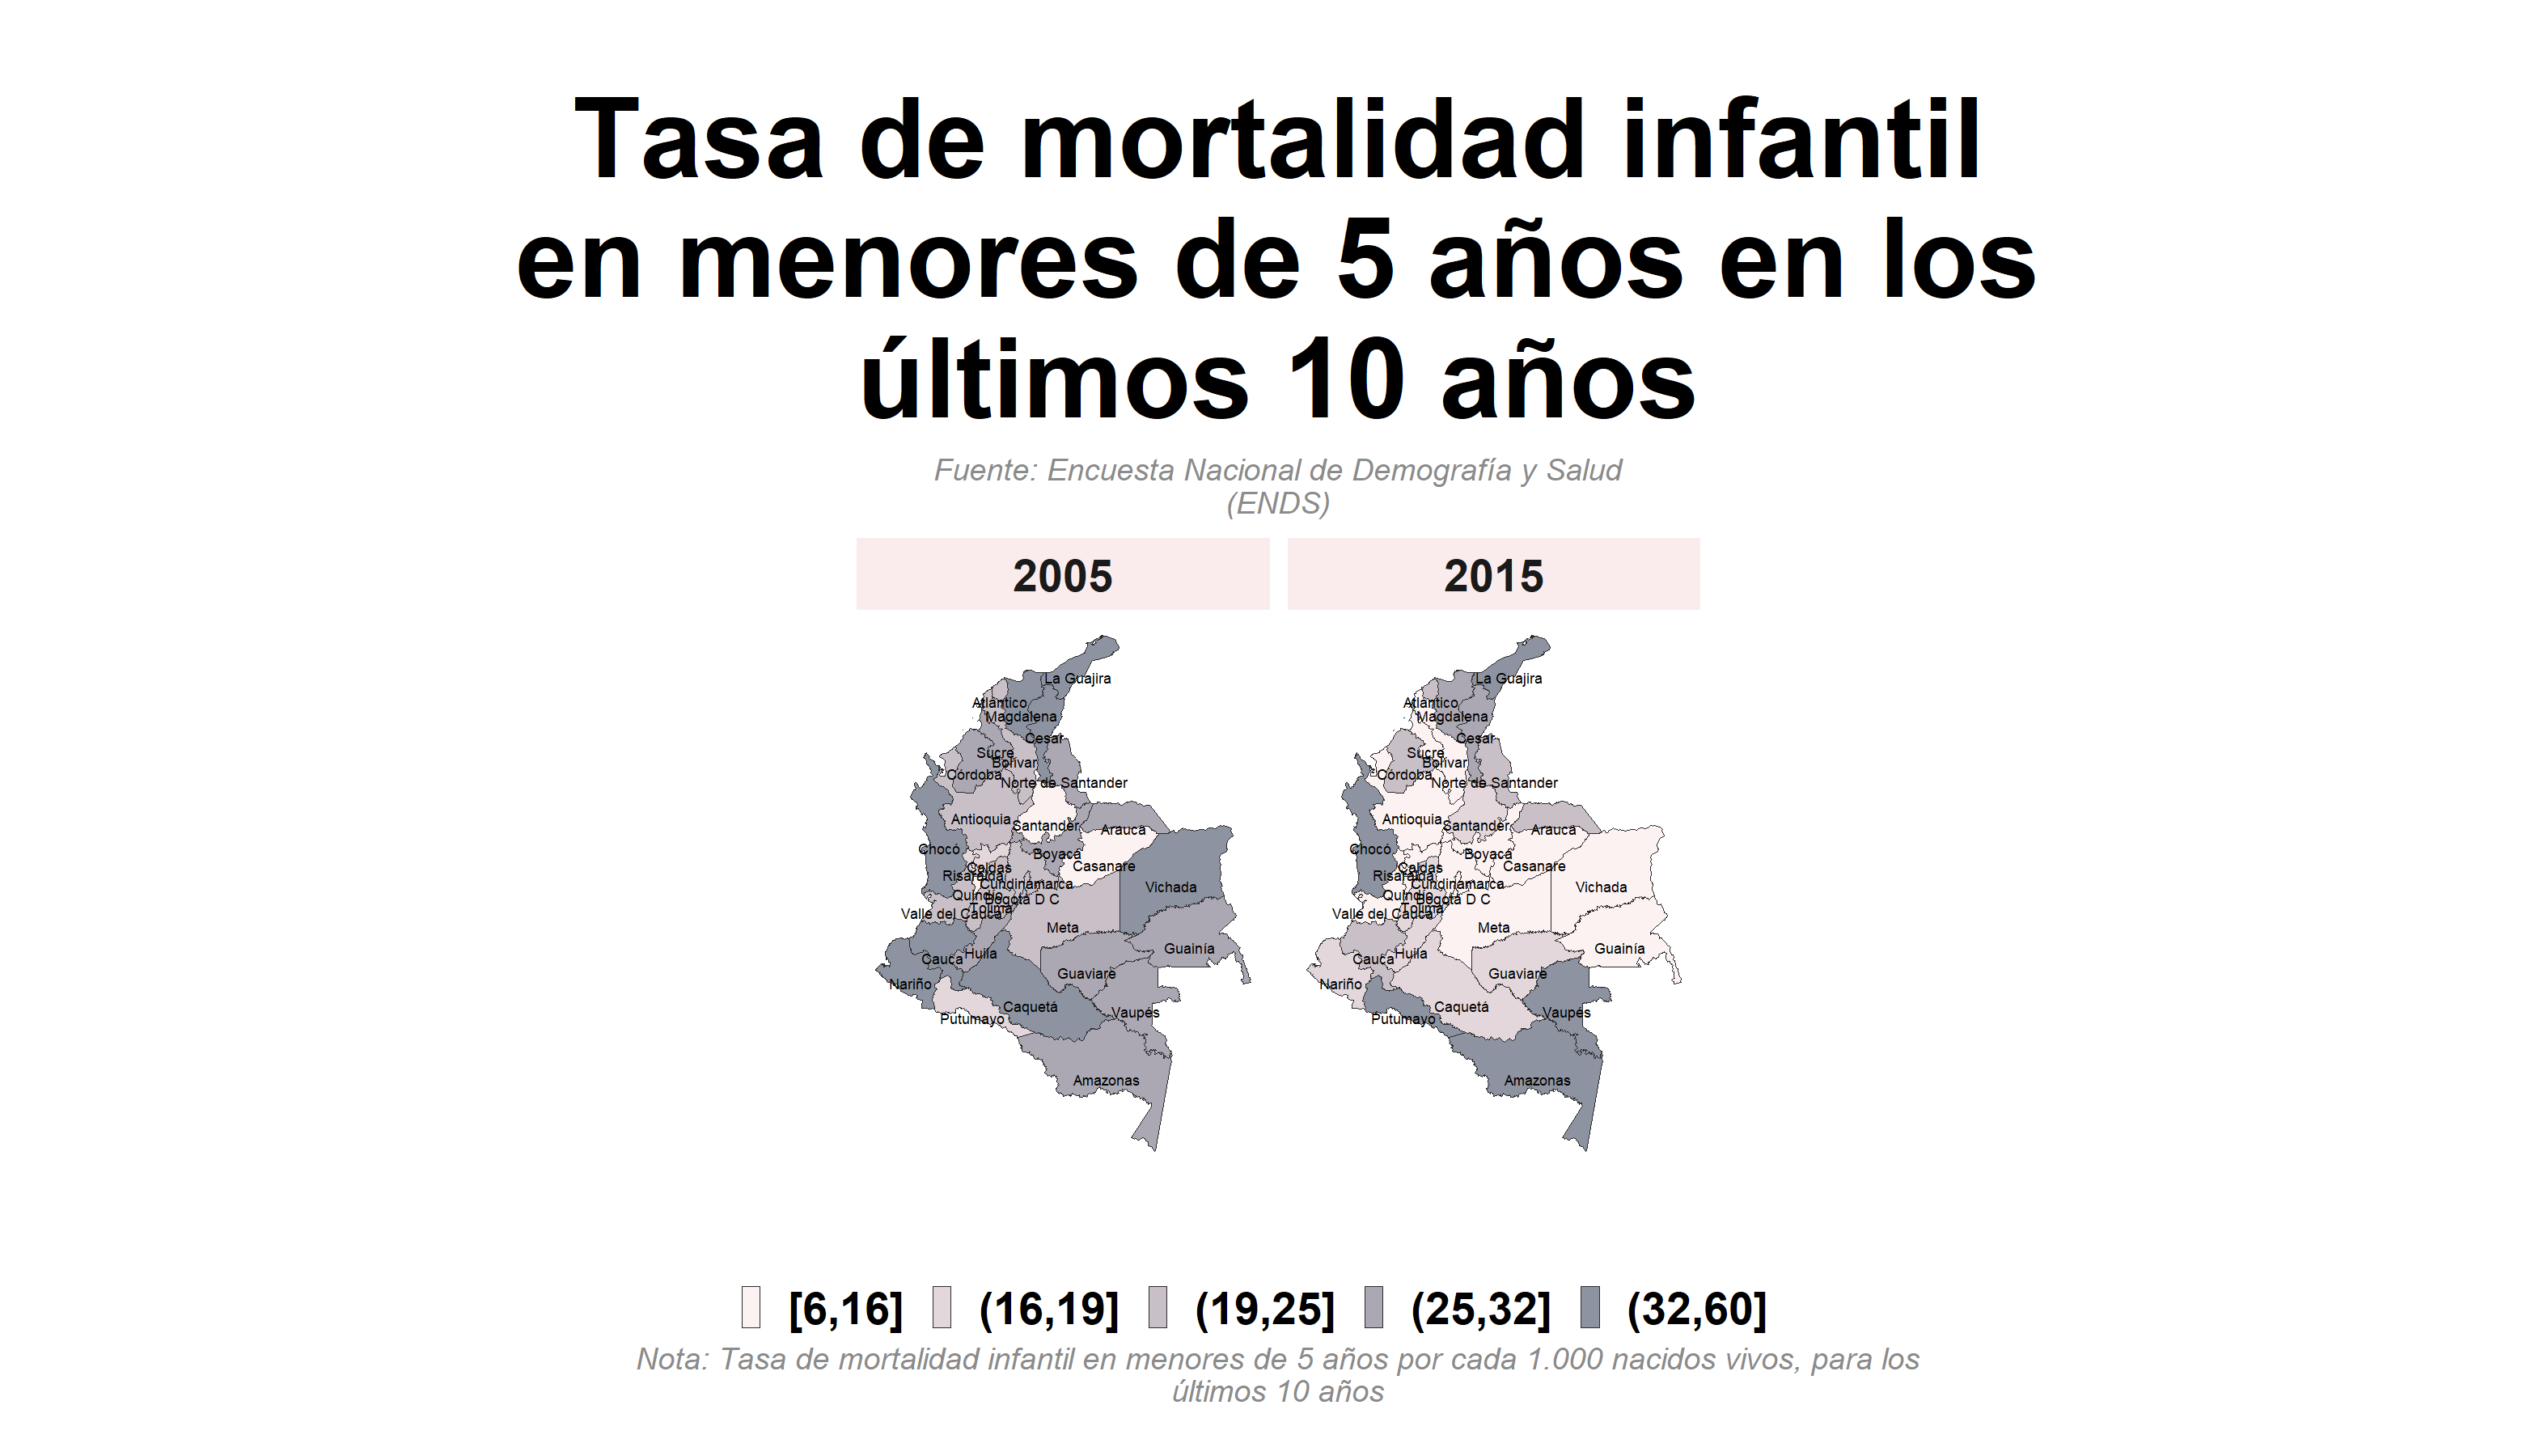 Tasa de mortalidad infantil
en menores de 5 años en los
últimos 10 años
Fuente: Encuesta Nacional de Demografía y Salud
(ENDS)
2005
2015
La Guajira
Atlántico
Magdalena
Cesar
Sucre
Bolívar
Córdoba
Norte de Santander
Antioquia
Santander
Arauca
Chocó
Boyacá
Caldas
Casanare
Risaralda
Cundinamarca
Vichada
Quindío
Bogotá D C
Tolima
Valle del Cauca
Meta
Guainía
Huila
Cauca
Guaviare
Nariño
Caquetá
Vaupés
Putumayo
Amazonas
La Guajira
Atlántico
Magdalena
Cesar
Sucre
Bolívar
Córdoba
Norte de Santander
Antioquia
Santander
Arauca
Chocó
Boyacá
Caldas
Casanare
Risaralda
Cundinamarca
Vichada
Quindío
Bogotá D C
Tolima
Valle del Cauca
Meta
Guainía
Huila
Cauca
Guaviare
Nariño
Caquetá
Vaupés
Putumayo
Amazonas
[6,16] (16,19] (19,25] (25,32] (32,60]
Nota: Tasa de mortalidad infantil en menores de 5 años por cada 1.000 nacidos vivos, para los
últimos 10 años